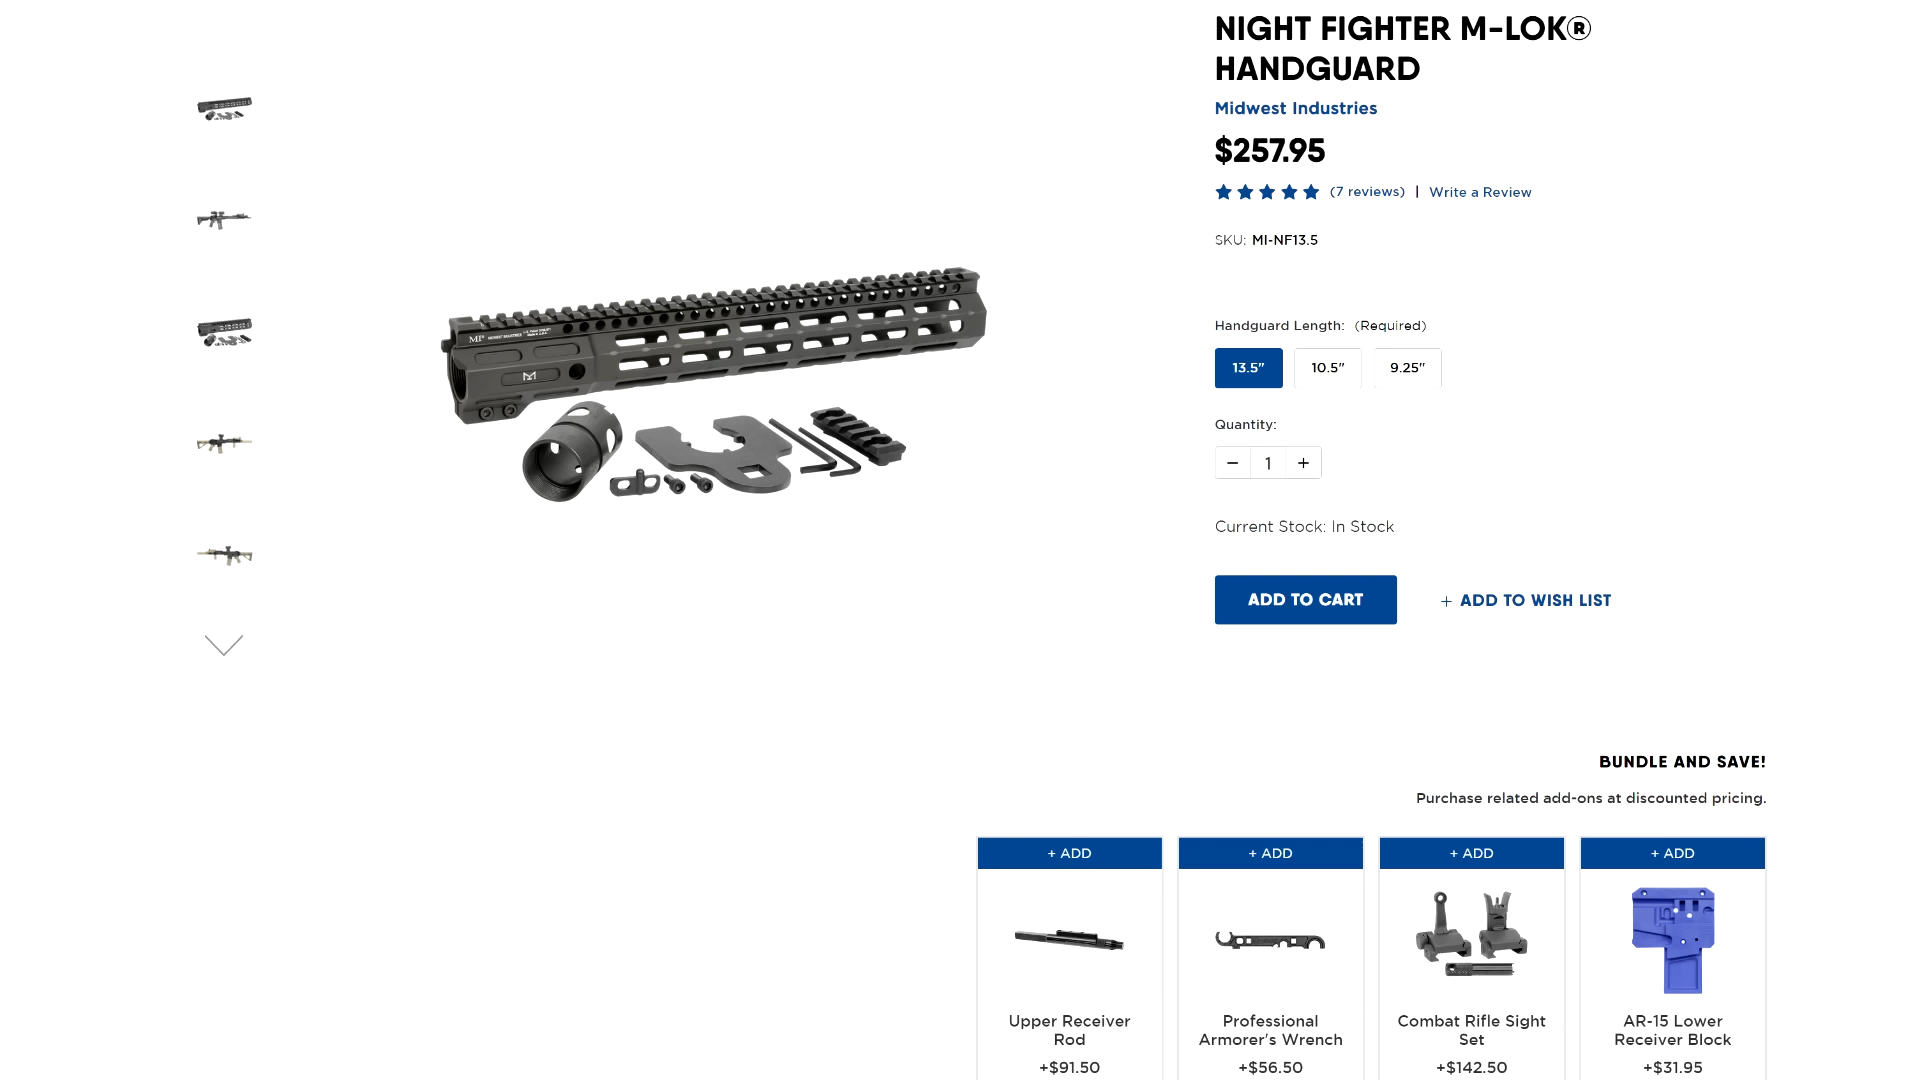 NIGHT FIGHTER M-LOK®
HANDGUARD
Midwest Industries
$257.95
(7 reviews) | Write a Review
SKU: MI-NF13.5
Handguard Length: (Required)
13.5" 10.5" 9.25"
Quantity:
− 1 +
Current Stock: In Stock
ADD TO CART + ADD TO WISH LIST
MI
MIDWEST INDUSTRIES
BUNDLE AND SAVE!
Purchase related add-ons at discounted pricing.
+ ADD + ADD + ADD + ADD
Upper Receiver Rod
+$91.50
Professional Armorer's Wrench
+$56.50
Combat Rifle Sight Set
+$142.50
AR-15 Lower Receiver Block
+$31.95